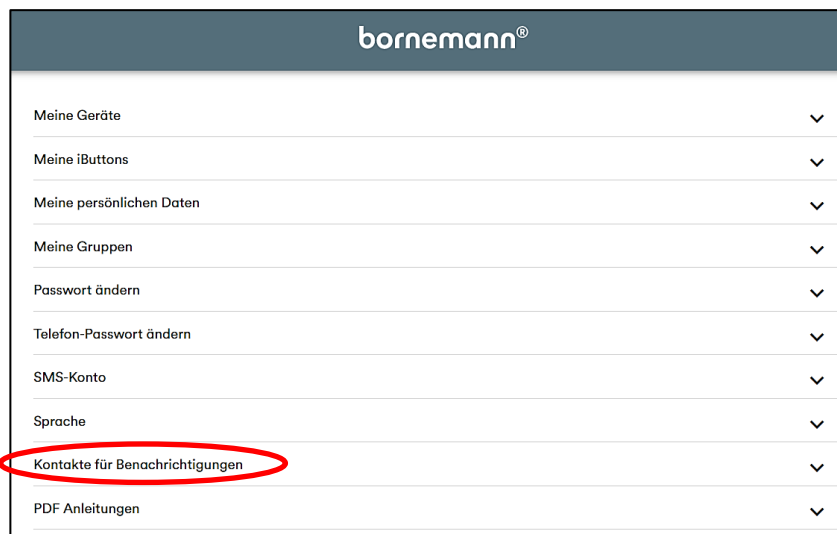 bornemann®
Meine Geräte
Meine iButtons
Meine persönlichen Daten
Meine Gruppen
Passwort ändern
Telefon-Passwort ändern
SMS-Konto
Sprache
Kontakte für Benachrichtigungen
PDF Anleitungen